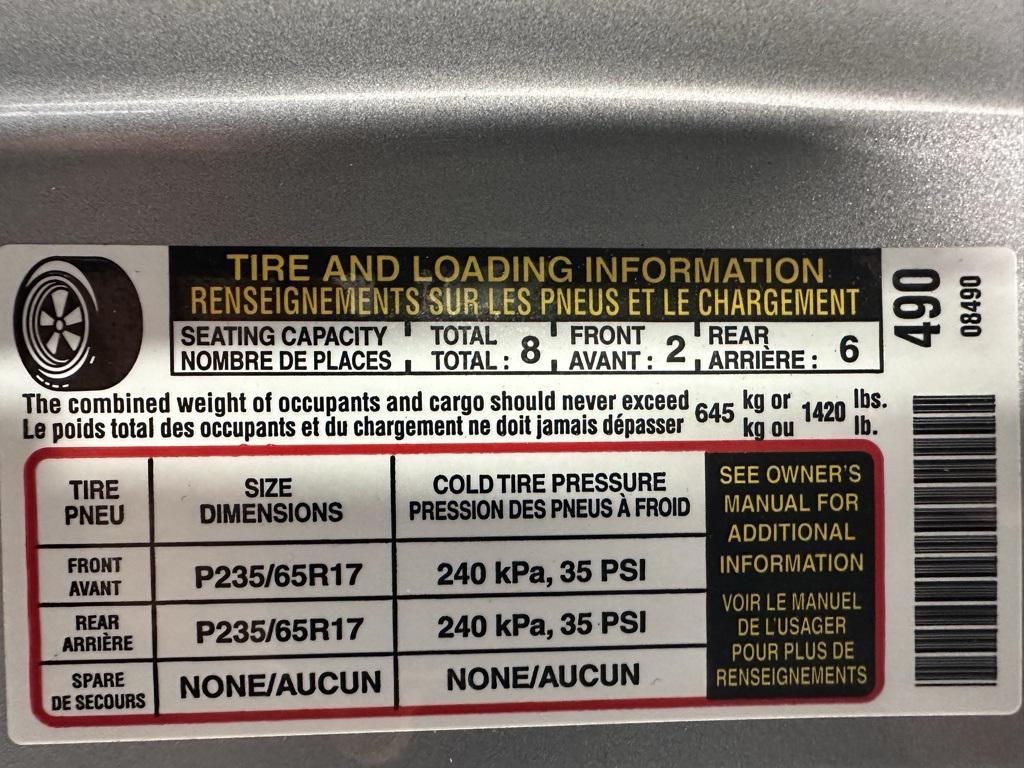 TIRE AND LOADING INFORMATION
RENSEIGNEMENTS SUR LES PNEUS ET LE CHARGEMENT
SEATING CAPACITY TOTAL FRONT REAR
NOMBRE DE PLACES TOTAL : 8 AVANT : 2 ARRIÈRE : 6
The combined weight of occupants and cargo should never exceed 645 kg or 1420 lbs.
Le poids total des occupants et du chargement ne doit jamais dépasser kg ou lb.
TIRE
PNEU
SIZE
DIMENSIONS
COLD TIRE PRESSURE
PRESSION DES PNEUS À FROID
FRONT
AVANT
P235/65R17
240 kPa, 35 PSI
REAR
ARRIÈRE
P235/65R17
240 kPa, 35 PSI
SPARE
DE SECOURS
NONE/AUCUN
NONE/AUCUN
SEE OWNER'S
MANUAL FOR
ADDITIONAL
INFORMATION
VOIR LE MANUEL
DE L'USAGER
POUR PLUS DE
RENSEIGNEMENTS
490
08490